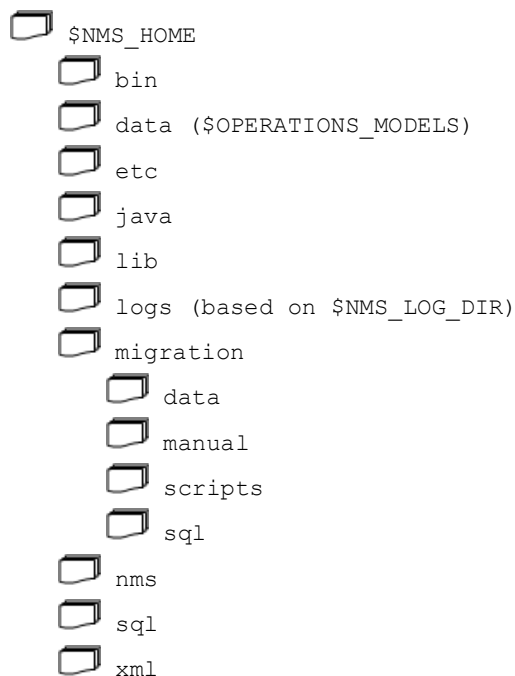 $NMS_HOME
bin
data ($OPERATIONS_MODELS)
etc
java
lib
logs (based on $NMS_LOG_DIR)
migration
data
manual
scripts
sql
nms
sql
xml